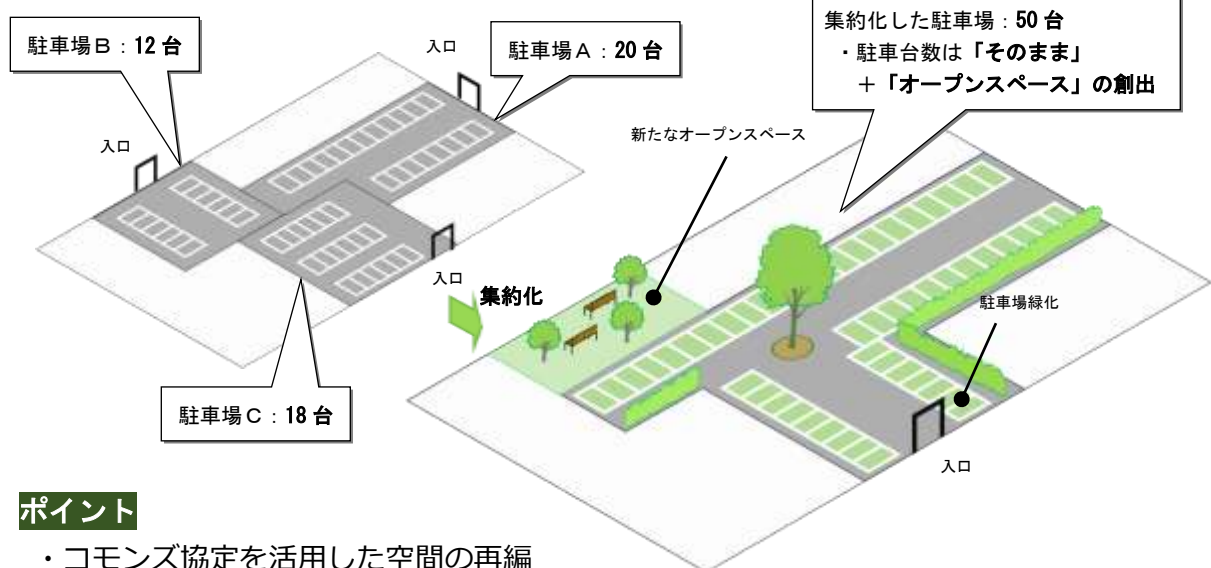 駐車場B：12 台
入口
駐車場A：20 台
集約化した駐車場：50 台
・駐車台数は「そのまま」
＋「オープンスペース」の創出
入口
新たなオープンスペース
入口
集約化
駐車場緑化
駐車場C：18 台
入口
ポイント
・コモンズ協定を活用した空間の再編